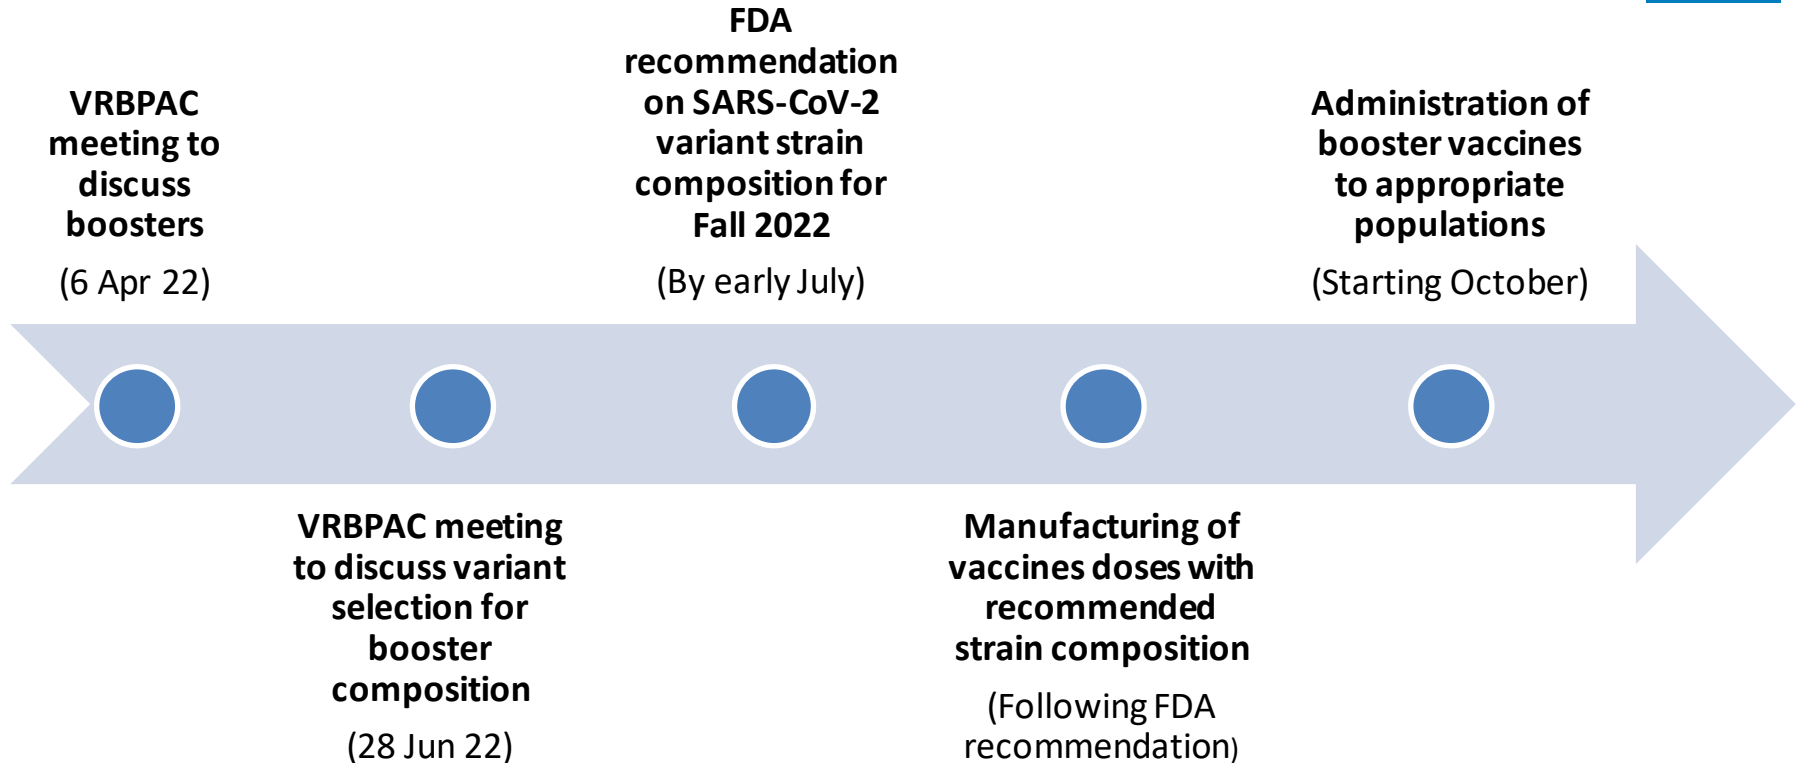 VRBPAC
meeting to
discuss
boosters
(6 Apr 22)
VRBPAC meeting
to discuss variant
selection for
booster
composition
(28 Jun 22)
FDA
recommendation
on SARS-CoV-2
variant strain
composition for
Fall 2022
(By early July)
Manufacturing of
vaccines doses with
recommended
strain composition
(Following FDA
recommendation)
Administration of
booster vaccines
to appropriate
populations
(Starting October)